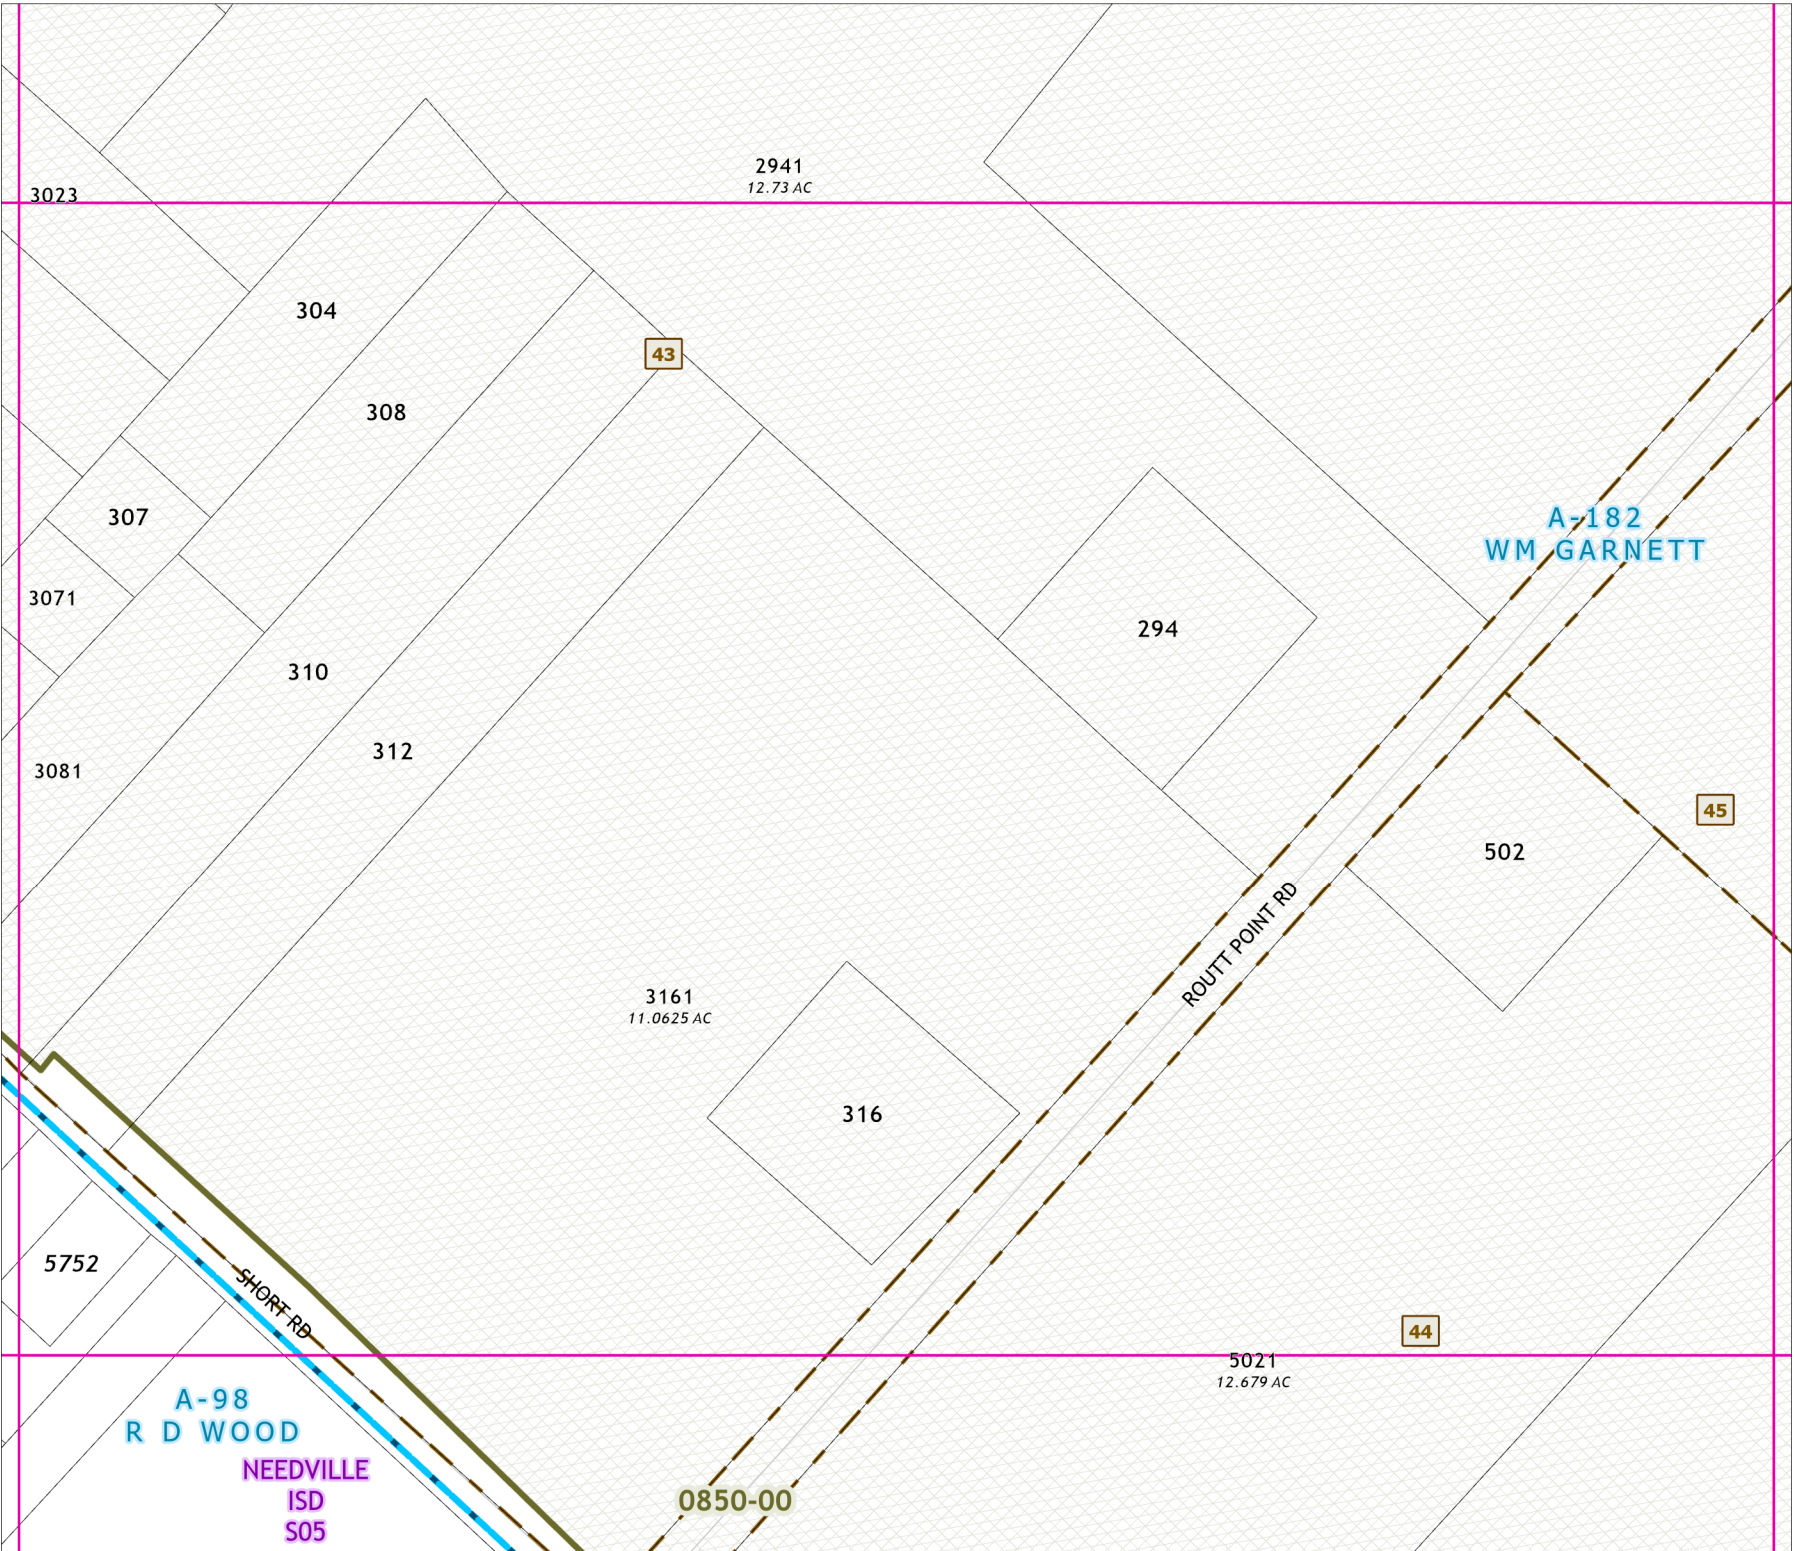 2941
12.73 AC
3023
304
43
308
A-182
WM GARNETT
307
3071
294
310
312
3081
45
502
ROUTT POINT RD
3161
11.0625 AC
316
5752
SHORT RD
44
5021
12.679 AC
A-98
R D WOOD
NEEDVILLE
ISD
S05
0850-00